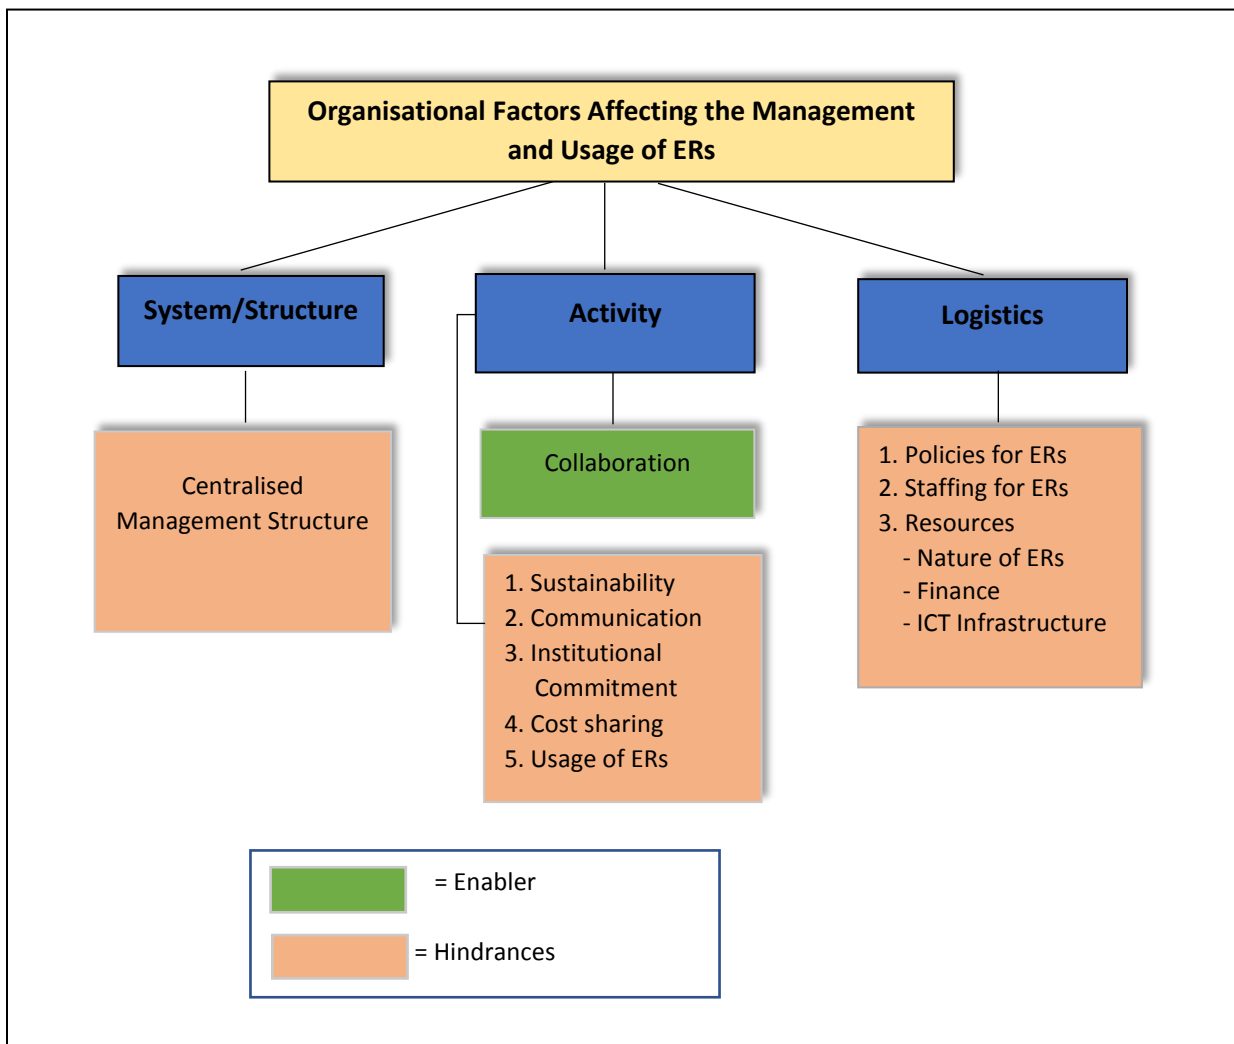 Organisational Factors Affecting the Management
and Usage of ERs
System/Structure
Activity
Logistics
Centralised
Management Structure
Collaboration
1. Sustainability
2. Communication
3. Institutional
Commitment
4. Cost sharing
5. Usage of ERs
1. Policies for ERs
2. Staffing for ERs
3. Resources
- Nature of ERs
- Finance
- ICT Infrastructure
= Enabler
= Hindrances